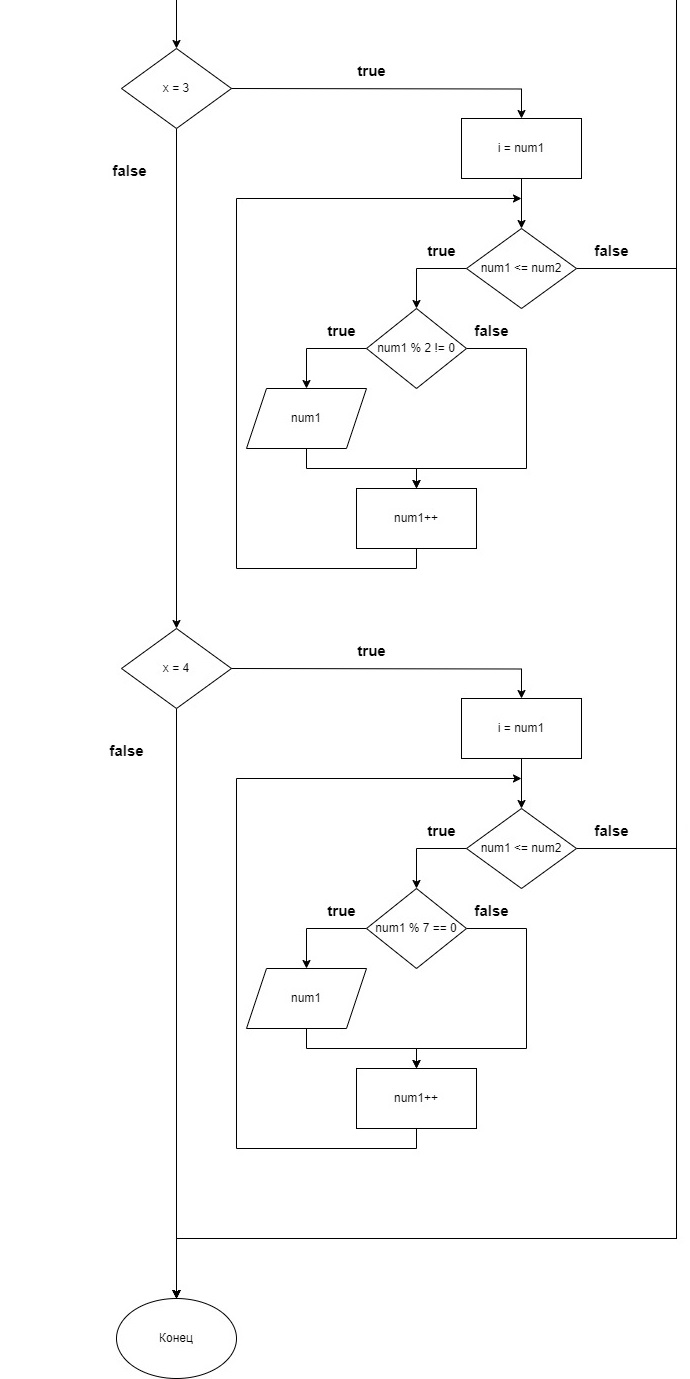 true
x = 3
i = num1
false
true
false
num1 <= num2
true
false
num1 % 2 != 0
num1
num1++
true
x = 4
i = num1
false
true
false
num1 <= num2
true
false
num1 % 7 == 0
num1
num1++
Конец